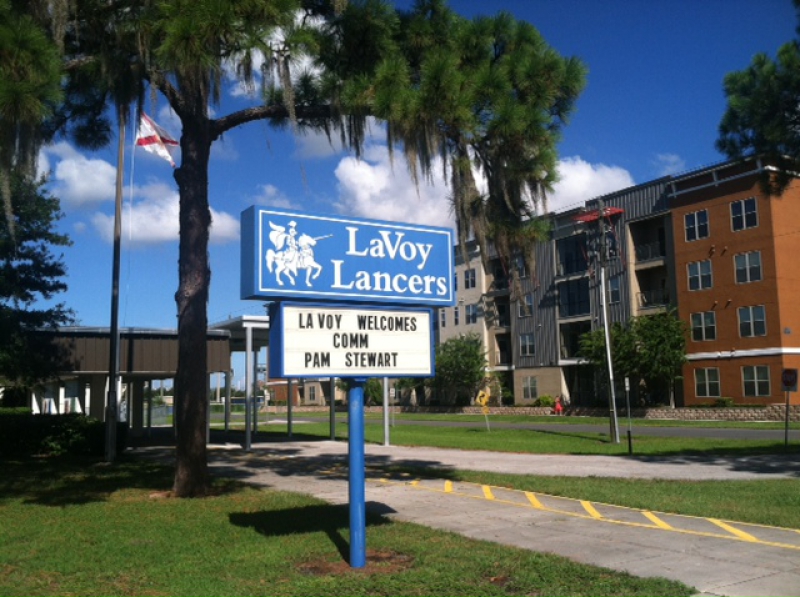 LaVoy
Lancers
LA VOY WELCOMES
COMM
PAM STEWART